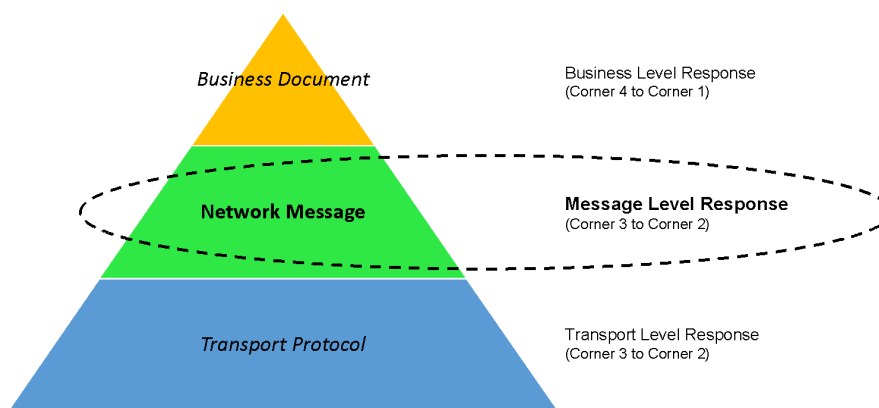 Business Document
Business Level Response
(Corner 4 to Corner 1)
Network Message
Message Level Response
(Corner 3 to Corner 2)
Transport Protocol
Transport Level Response
(Corner 3 to Corner 2)